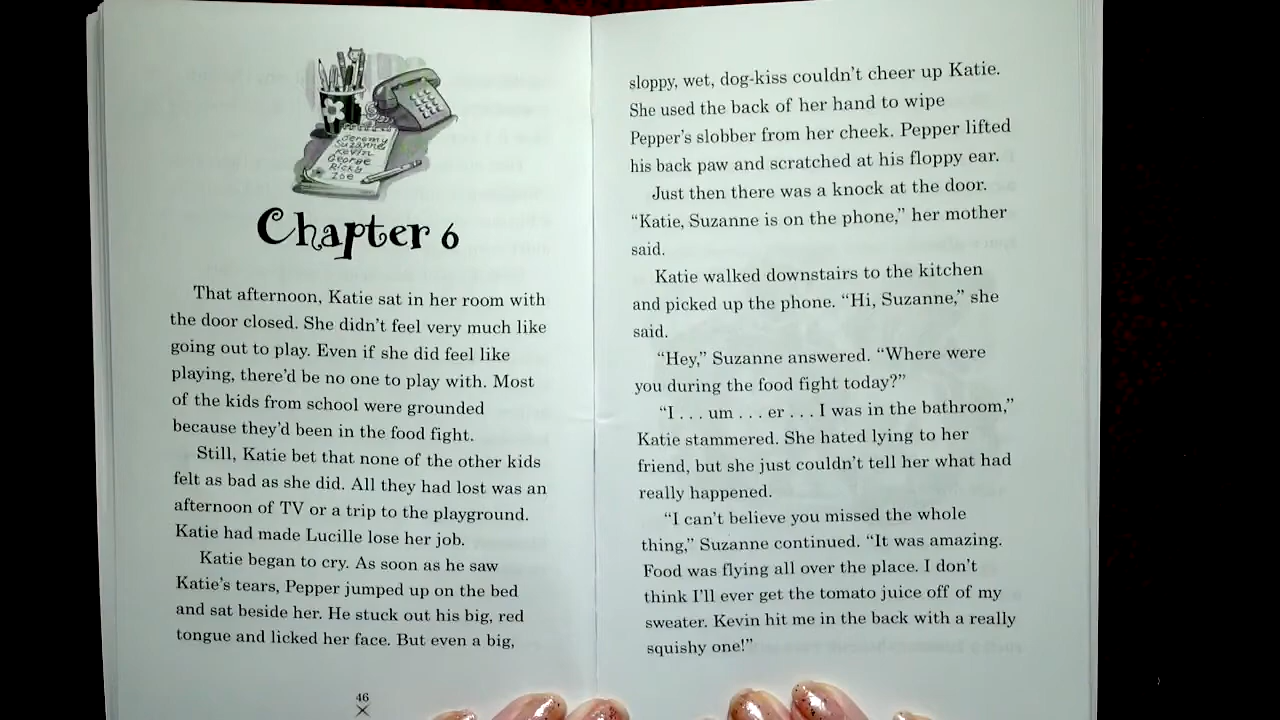 Jeremy
Suzanne
Kevin
George
Ricky
Zoe
Chapter 6
That afternoon, Katie sat in her room with
the door closed. She didn't feel very much like
going out to play. Even if she did feel like
playing, there'd be no one to play with. Most
of the kids from school were grounded
because they'd been in the food fight.
Still, Katie bet that none of the other kids
felt as bad as she did. All they had lost was an
afternoon of TV or a trip to the playground.
Katie had made Lucille lose her job.
Katie began to cry. As soon as he saw
Katie's tears, Pepper jumped up on the bed
and sat beside her. He stuck out his big, red
tongue and licked her face. But even a big,
46
sloppy, wet, dog-kiss couldn't cheer up Katie.
She used the back of her hand to wipe
Pepper's slobber from her cheek. Pepper lifted
his back paw and scratched at his floppy ear.
Just then there was a knock at the door.
"Katie, Suzanne is on the phone," her mother
said.
Katie walked downstairs to the kitchen
and picked up the phone. "Hi, Suzanne," she
said.
"Hey," Suzanne answered. "Where were
you during the food fight today?"
"I . . . um . . . er . . . I was in the bathroom,"
Katie stammered. She hated lying to her
friend, but she just couldn't tell her what had
really happened.
"I can't believe you missed the whole
thing," Suzanne continued. "It was amazing.
Food was flying all over the place. I don't
think I'll ever get the tomato juice off of my
sweater. Kevin hit me in the back with a really
squishy one!"